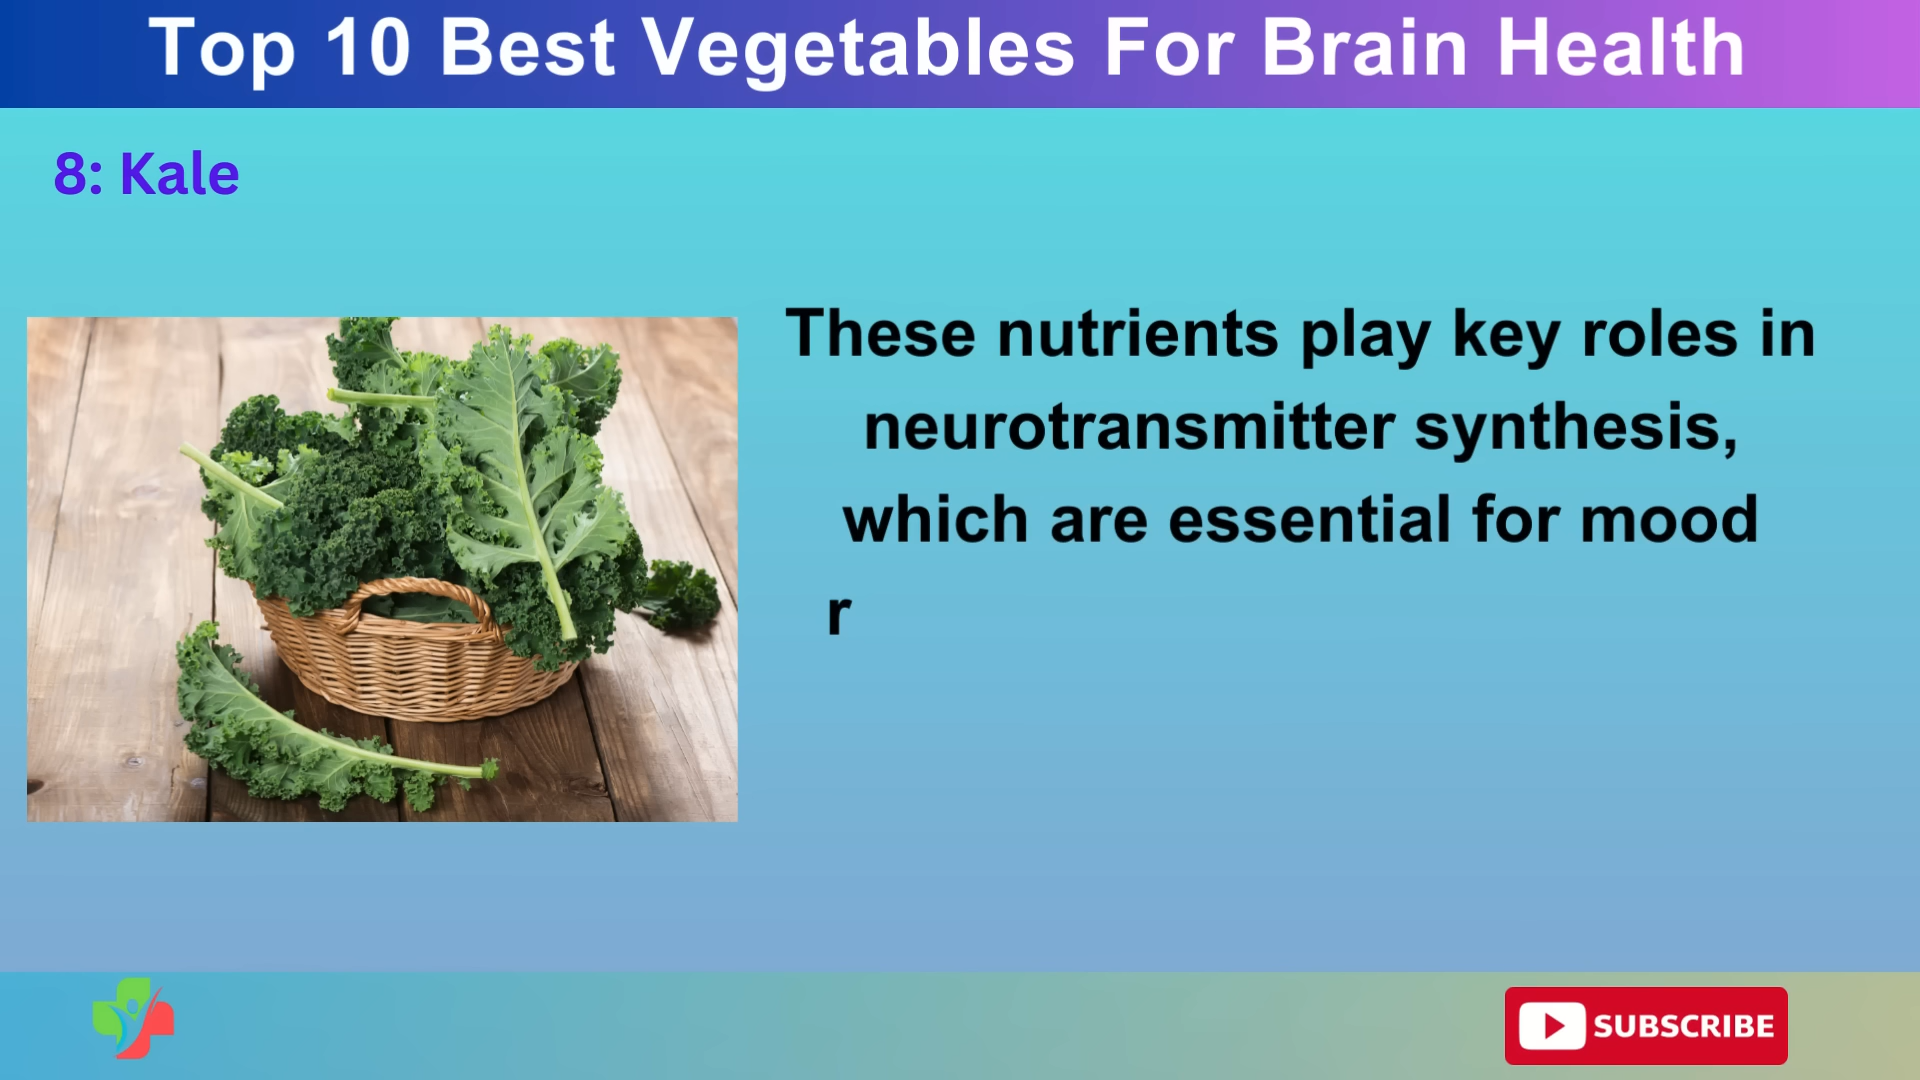 Top 10 Best Vegetables For Brain Health
8: Kale
These nutrients play key roles in
neurotransmitter synthesis,
which are essential for mood
r
SUBSCRIBE